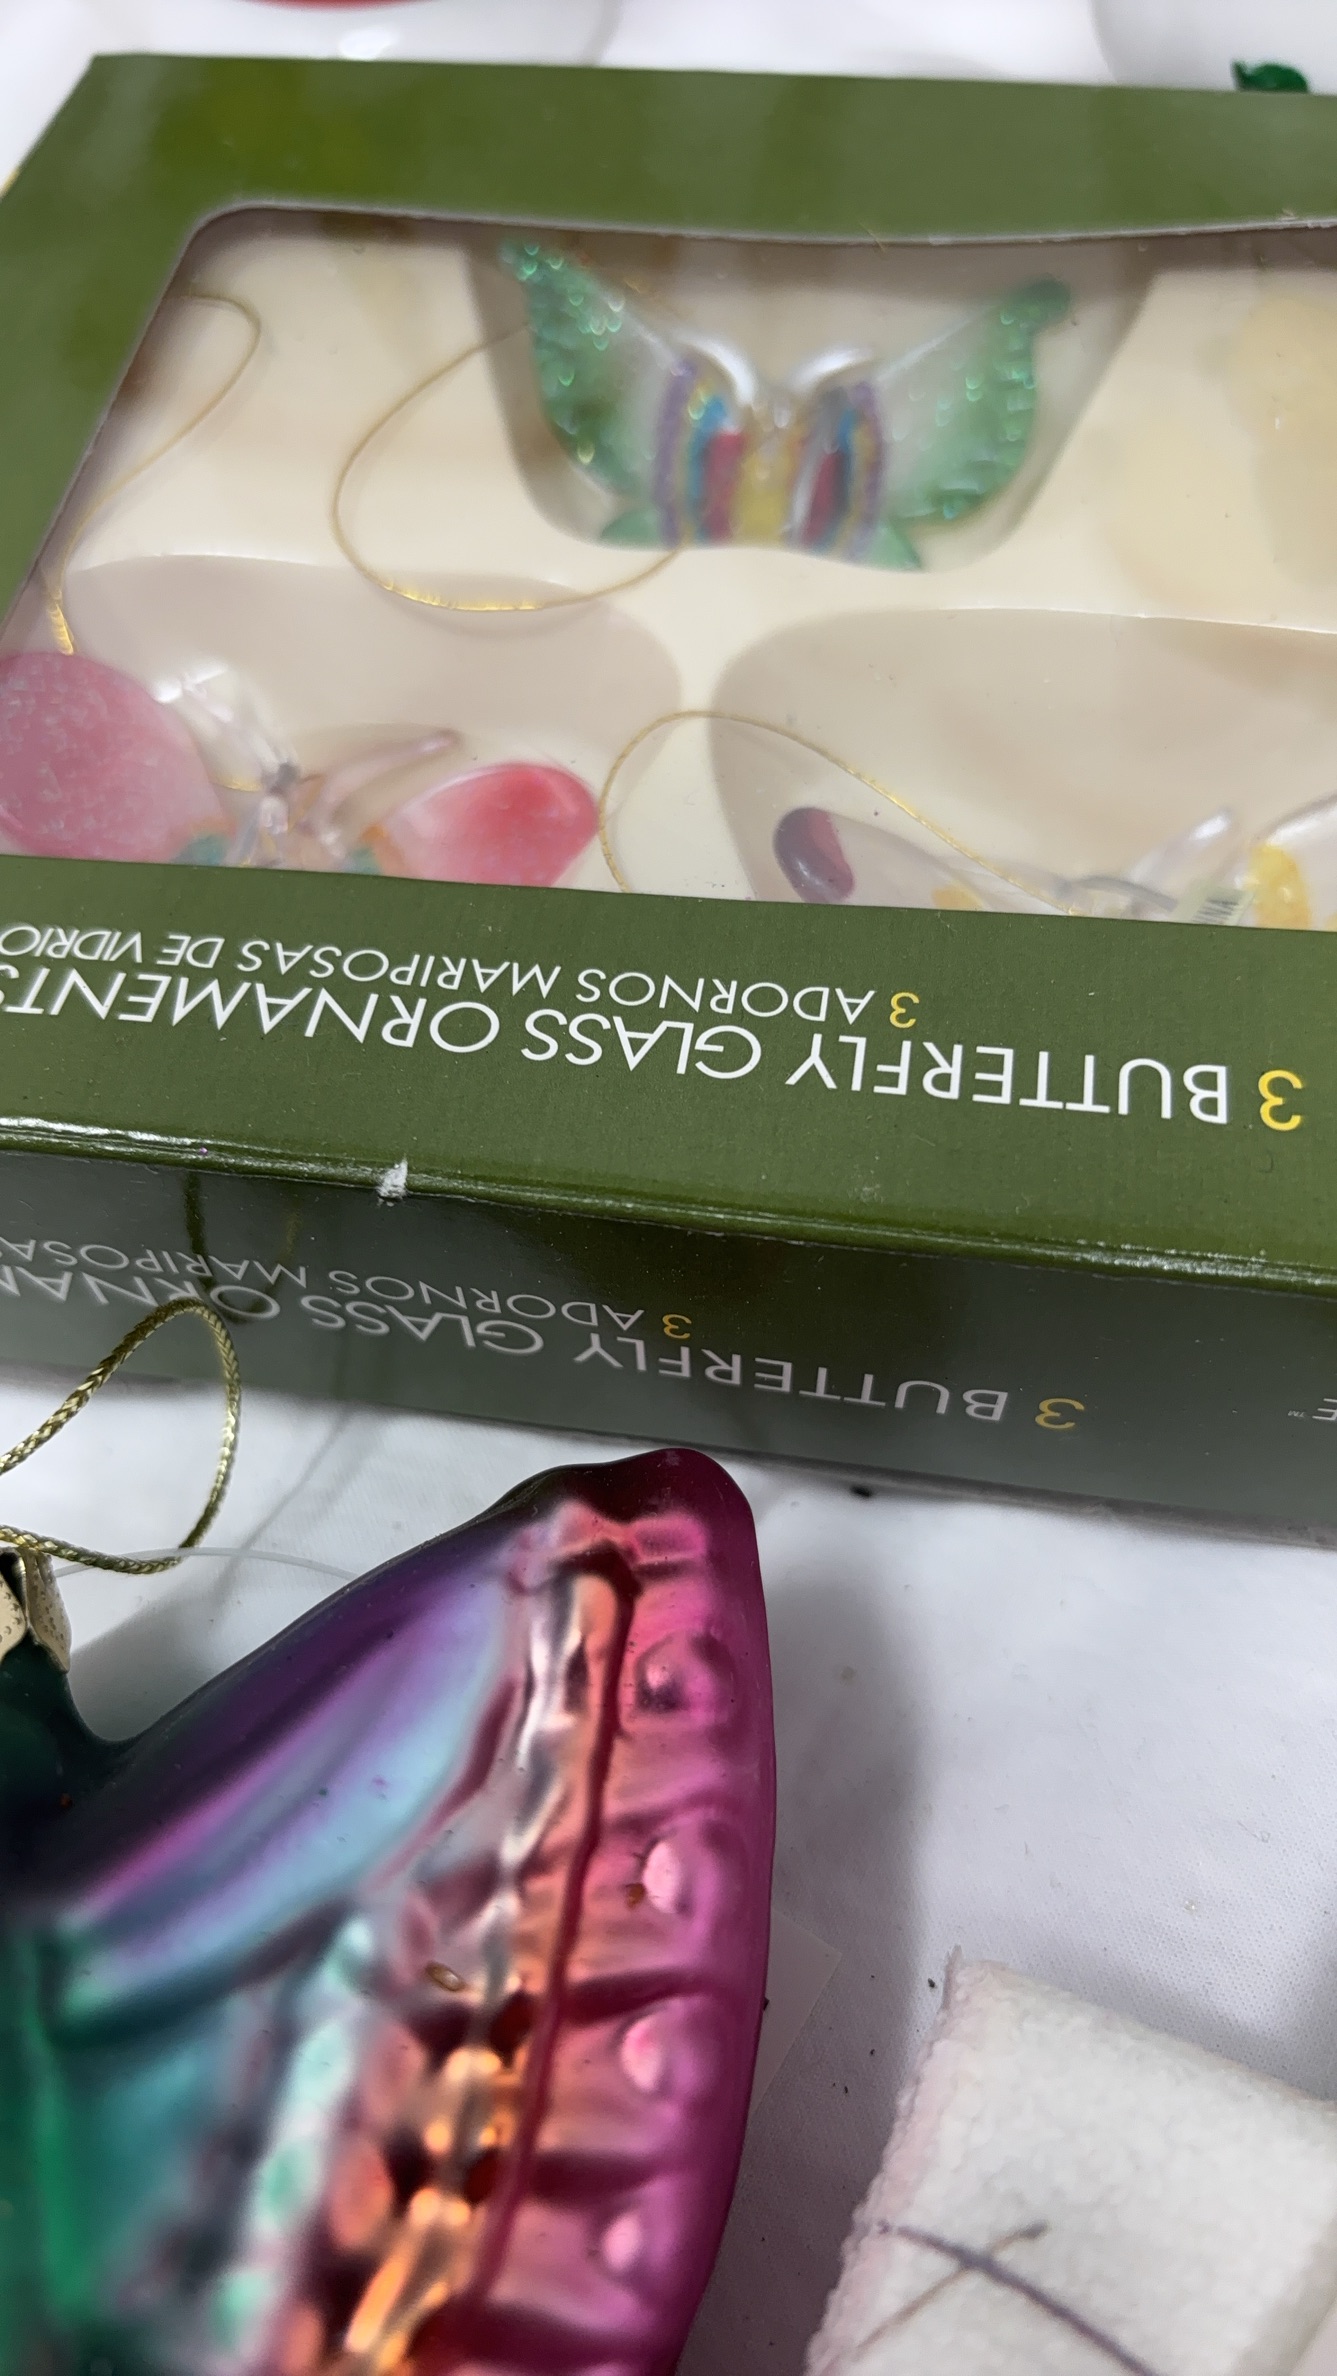 3 BUTTERFLY GLASS ORNAMENTS
3 ADORNOS MARIPOSAS DE VIDRIO
3 BUTTERFLY GLASS ORNAM
3 ADORNOS MARIPOSAS